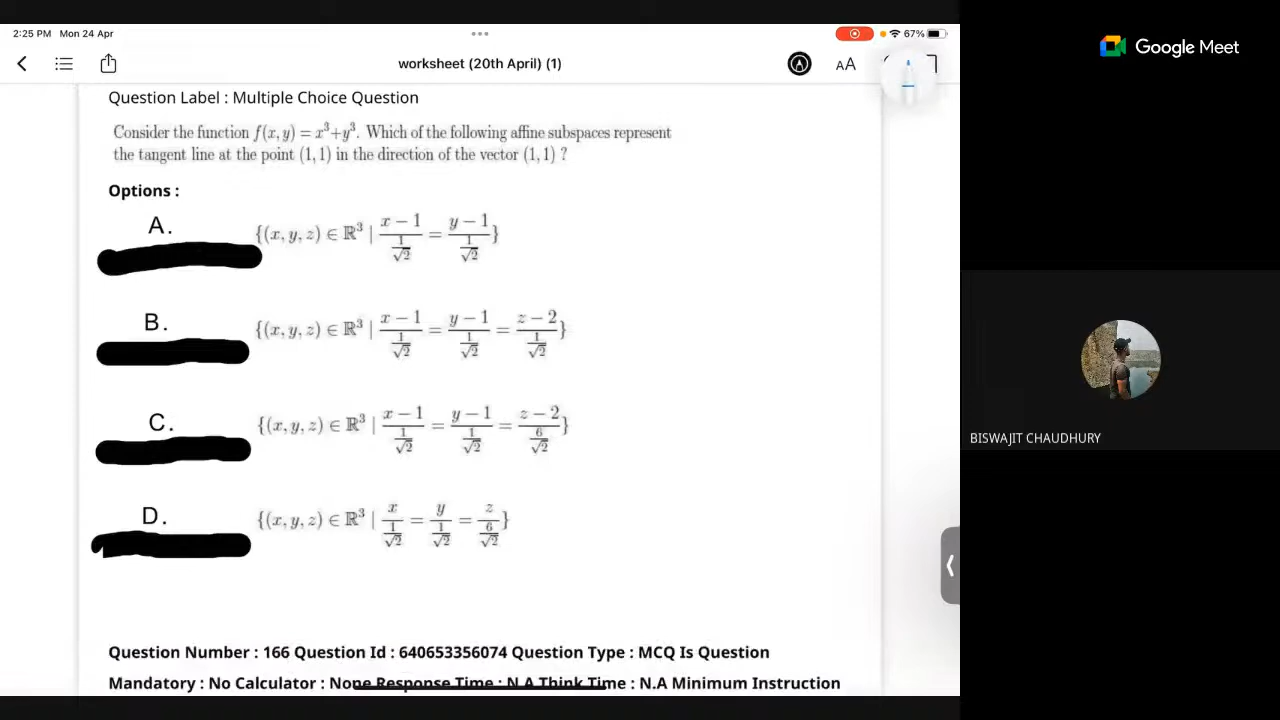 2:25 PM Mon 24 Apr
67%
Google Meet
worksheet (20th April) (1)
AA
Question Label : Multiple Choice Question
Consider the function f(x, y) = x³+y³. Which of the following affine subspaces represent
the tangent line at the point (1, 1) in the direction of the vector (1, 1) ?
Options :
A. {(x, y, z) ∈ ℝ³ | (x − 1)/(1/√2) = (y − 1)/(1/√2)}
B. {(x, y, z) ∈ ℝ³ | (x − 1)/(1/√2) = (y − 1)/(1/√2) = (z − 2)/(1/√2)}
C. {(x, y, z) ∈ ℝ³ | (x − 1)/(1/√2) = (y − 1)/(1/√2) = (z − 2)/(6/√2)}
D. {(x, y, z) ∈ ℝ³ | x/(1/√2) = y/(1/√2) = z/(6/√2)}
BISWAJIT CHAUDHURY
Question Number : 166 Question Id : 640653356074 Question Type : MCQ Is Question
Mandatory : No Calculator : None Response Time : N.A Think Time : N.A Minimum Instruction